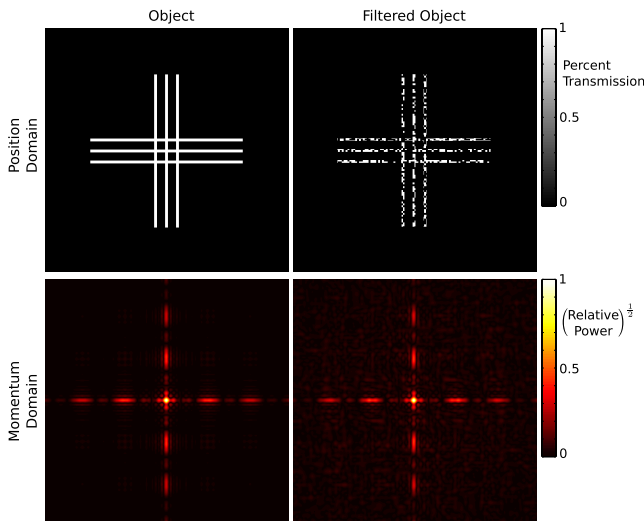 Object
Filtered Object
Position
Domain
1
Percent
Transmission
0.5
0
Momentum
Domain
1
(Relative Power)^{1/2}
0.5
0